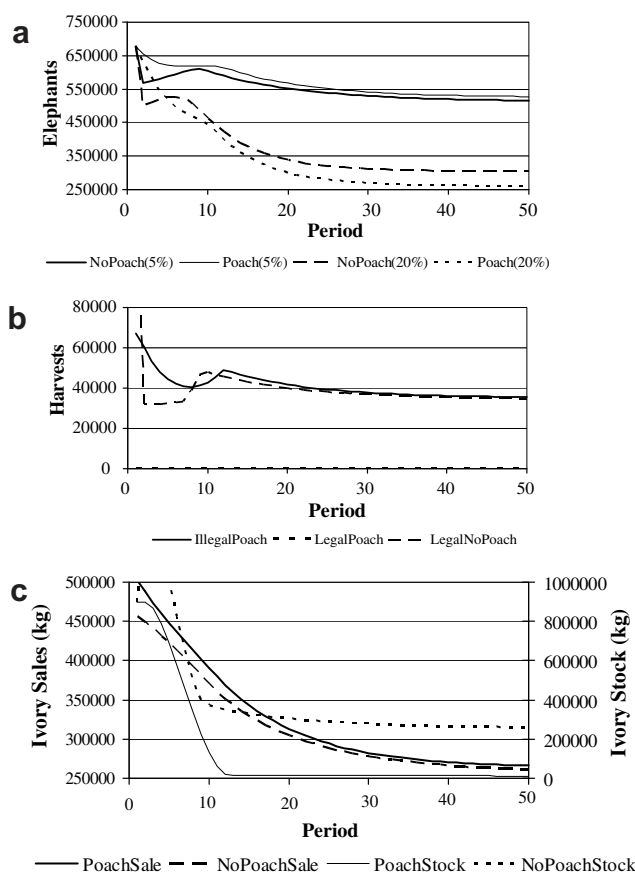 a
750000
650000
550000
450000
350000
250000
Elephants
0 10 20 30 40 50
Period
NoPoach(5%) Poach(5%) NoPoach(20%) Poach(20%)
b
80000
60000
40000
20000
0
Harvests
0 10 20 30 40 50
Period
IllegalPoach LegalPoach LegalNoPoach
c
500000 1000000
450000 800000
400000 600000
350000 400000
300000 200000
250000 0
Ivory Sales (kg)
Ivory Stock (kg)
0 10 20 30 40 50
Period
PoachSale NoPoachSale PoachStock NoPoachStock